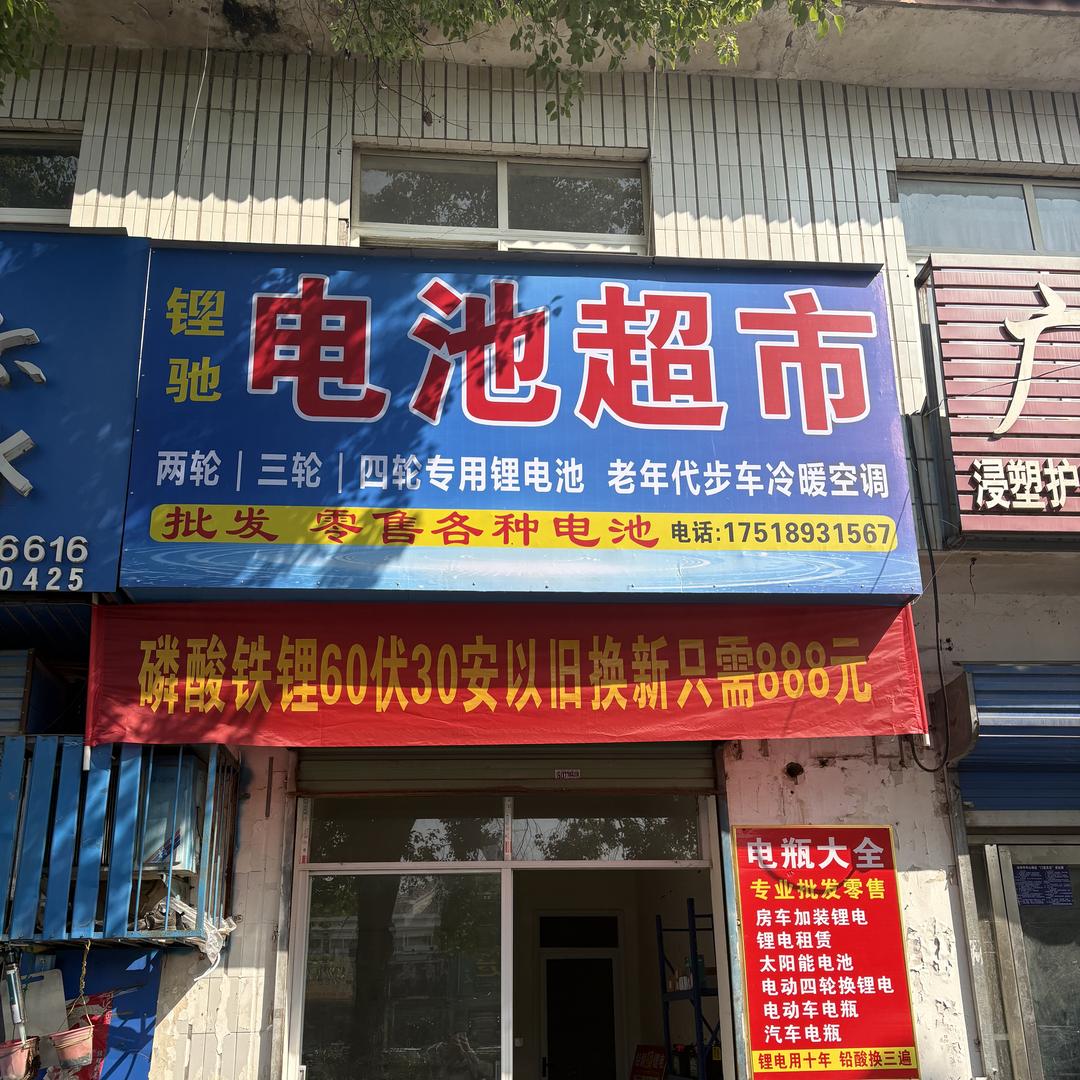 锂驰
电池超市
两轮|三轮|四轮专用锂电池 老年代步车冷暖空调
批发 零售各种电池 电话:17518931567
6616
0425
广
浸塑护
磷酸铁锂60伏30安以旧换新只需888元
电瓶大全
专业批发零售
房车加装锂电
锂电租赁
太阳能电池
电动四轮换锂电
电动车电瓶
汽车电瓶
锂电用十年 铅酸换三遍